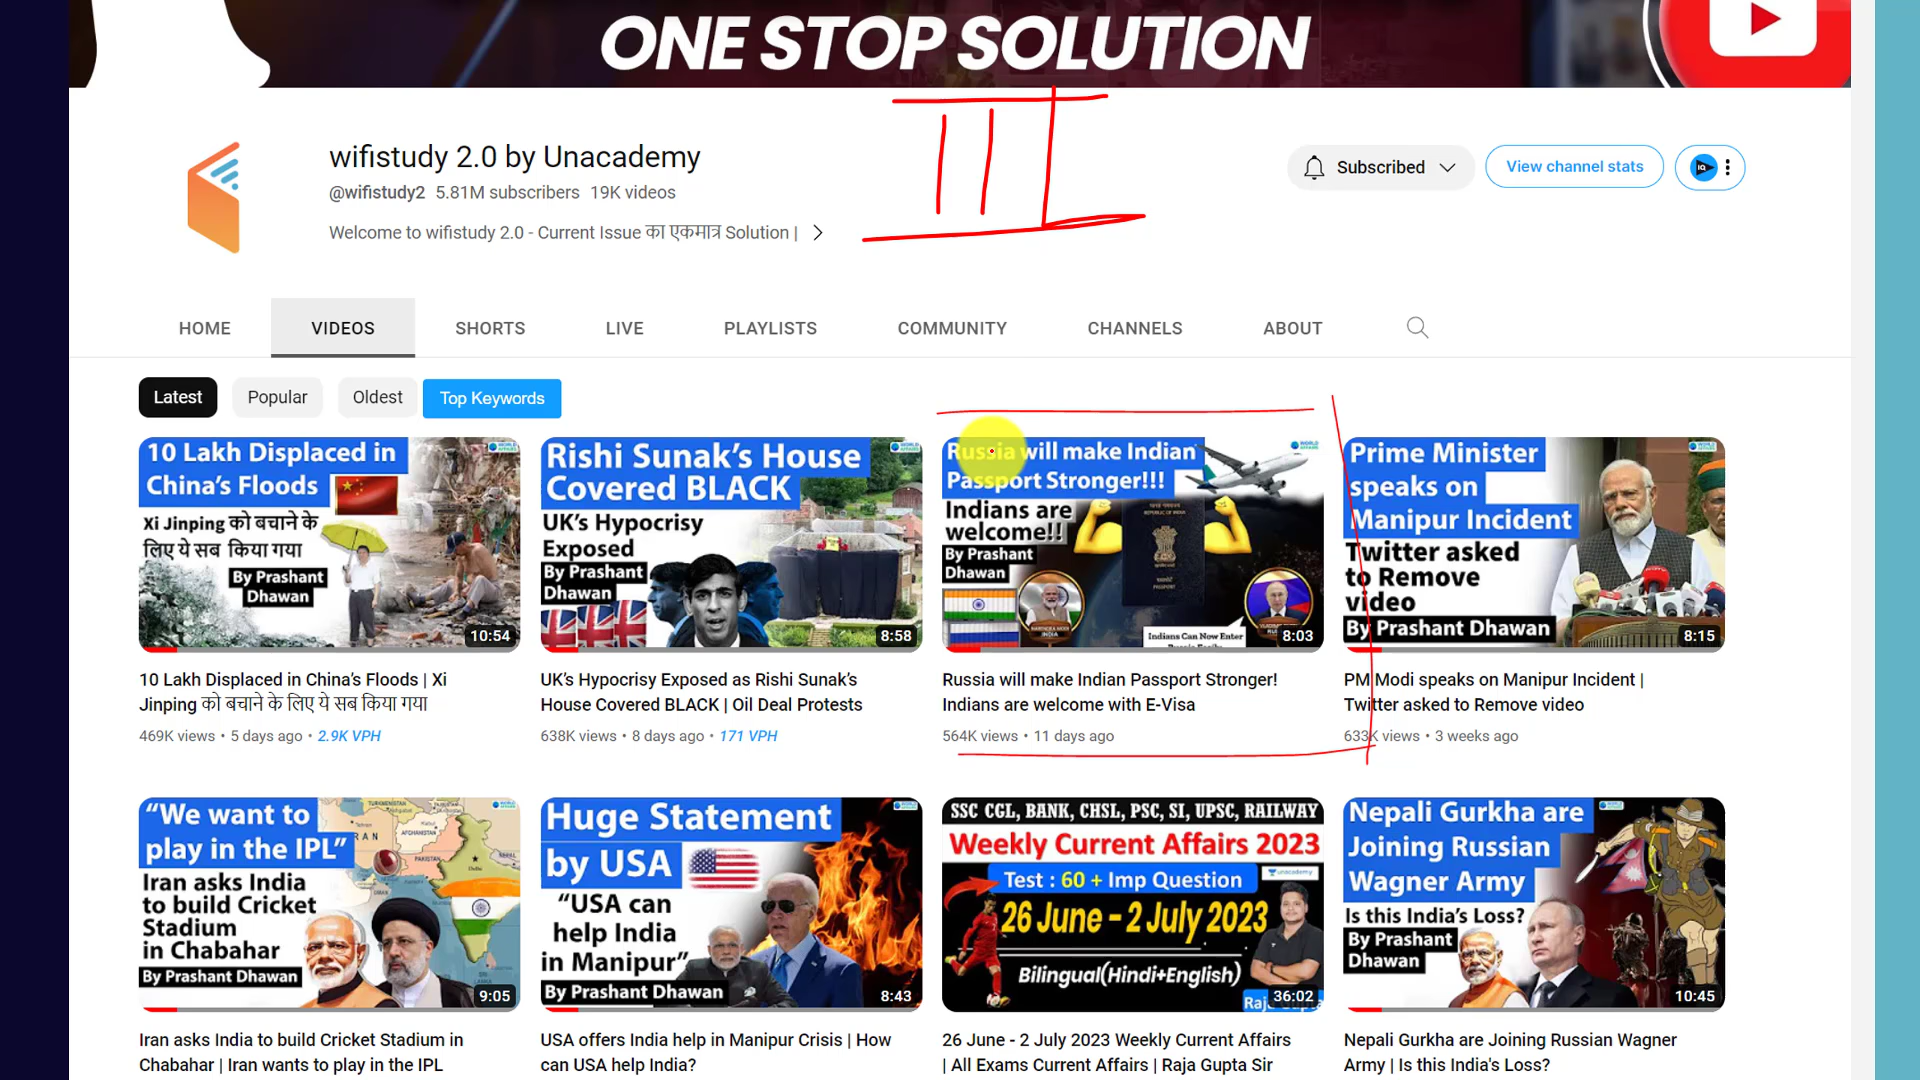 ONE STOP SOLUTION
III
wifistudy 2.0 by Unacademy
@wifistudy2 5.81M subscribers 19K videos
Welcome to wifistudy 2.0 - Current Issue का एकमात्र Solution |
Subscribed
View channel stats
IQ
HOME VIDEOS SHORTS LIVE PLAYLISTS COMMUNITY CHANNELS ABOUT
Latest Popular Oldest Top Keywords
10 Lakh Displaced in
China's Floods
Xi Jinping को बचाने के
लिए ये सब किया गया
By Prashant
Dhawan
10:54
Rishi Sunak's House
Covered BLACK
UK's Hypocrisy
Exposed
By Prashant
Dhawan
8:58
Russia will make Indian
Passport Stronger!!!
WORLD
AFFAIRS
Indians are
welcome!!
By Prashant
Dhawan
REPUBLIC OF INDIA
Indians Can Now Enter
8:03
Prime Minister
speaks on
Manipur Incident
Twitter asked
to Remove
video
By Prashant Dhawan
8:15
10 Lakh Displaced in China's Floods | Xi
Jinping को बचाने के लिए ये सब किया गया
469K views • 5 days ago • 2.9K VPH
UK's Hypocrisy Exposed as Rishi Sunak's
House Covered BLACK | Oil Deal Protests
638K views • 8 days ago • 171 VPH
Russia will make Indian Passport Stronger!
Indians are welcome with E-Visa
564K views • 11 days ago
PM Modi speaks on Manipur Incident |
Twitter asked to Remove video
633K views • 3 weeks ago
"We want to
play in the IPL"
Iran asks India
to build Cricket
Stadium
in Chabahar
By Prashant Dhawan
TURKMENISTAN
AFGHANISTAN
PAKISTAN
9:05
Huge Statement
by USA
"USA can
help India
in Manipur"
By Prashant Dhawan
8:43
SSC CGL, BANK, CHSL, PSC, SI, UPSC, RAILWAY
Weekly Current Affairs 2023
Test : 60 + Imp Question
unacademy
26 June - 2 July 2023
Bilingual(Hindi+English)
36:02
Nepali Gurkha are
Joining Russian
Wagner Army
Is this India's Loss?
By Prashant
Dhawan
10:45
Iran asks India to build Cricket Stadium in
Chabahar | Iran wants to play in the IPL
USA offers India help in Manipur Crisis | How
can USA help India?
26 June - 2 July 2023 Weekly Current Affairs
| All Exams Current Affairs | Raja Gupta Sir
Nepali Gurkha are Joining Russian Wagner
Army | Is this India's Loss?